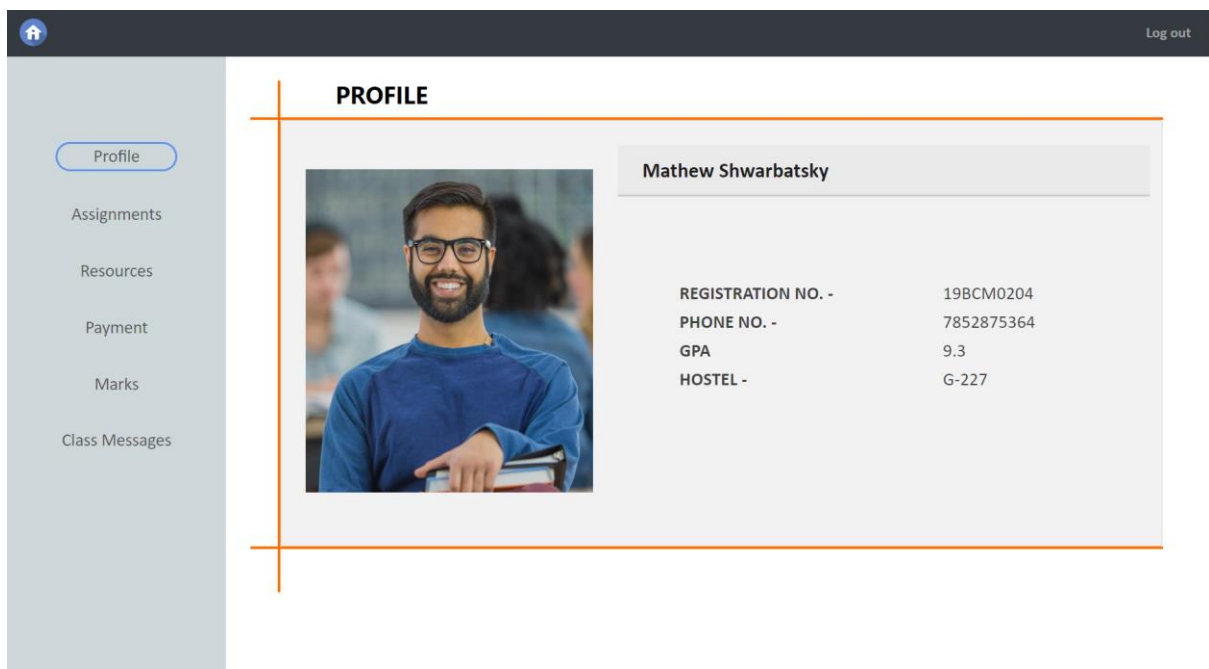 Log out
PROFILE
Profile
Assignments
Resources
Payment
Marks
Class Messages
Mathew Shwarbatsky
REGISTRATION NO. - 19BCM0204
PHONE NO. - 7852875364
GPA 9.3
HOSTEL - G-227